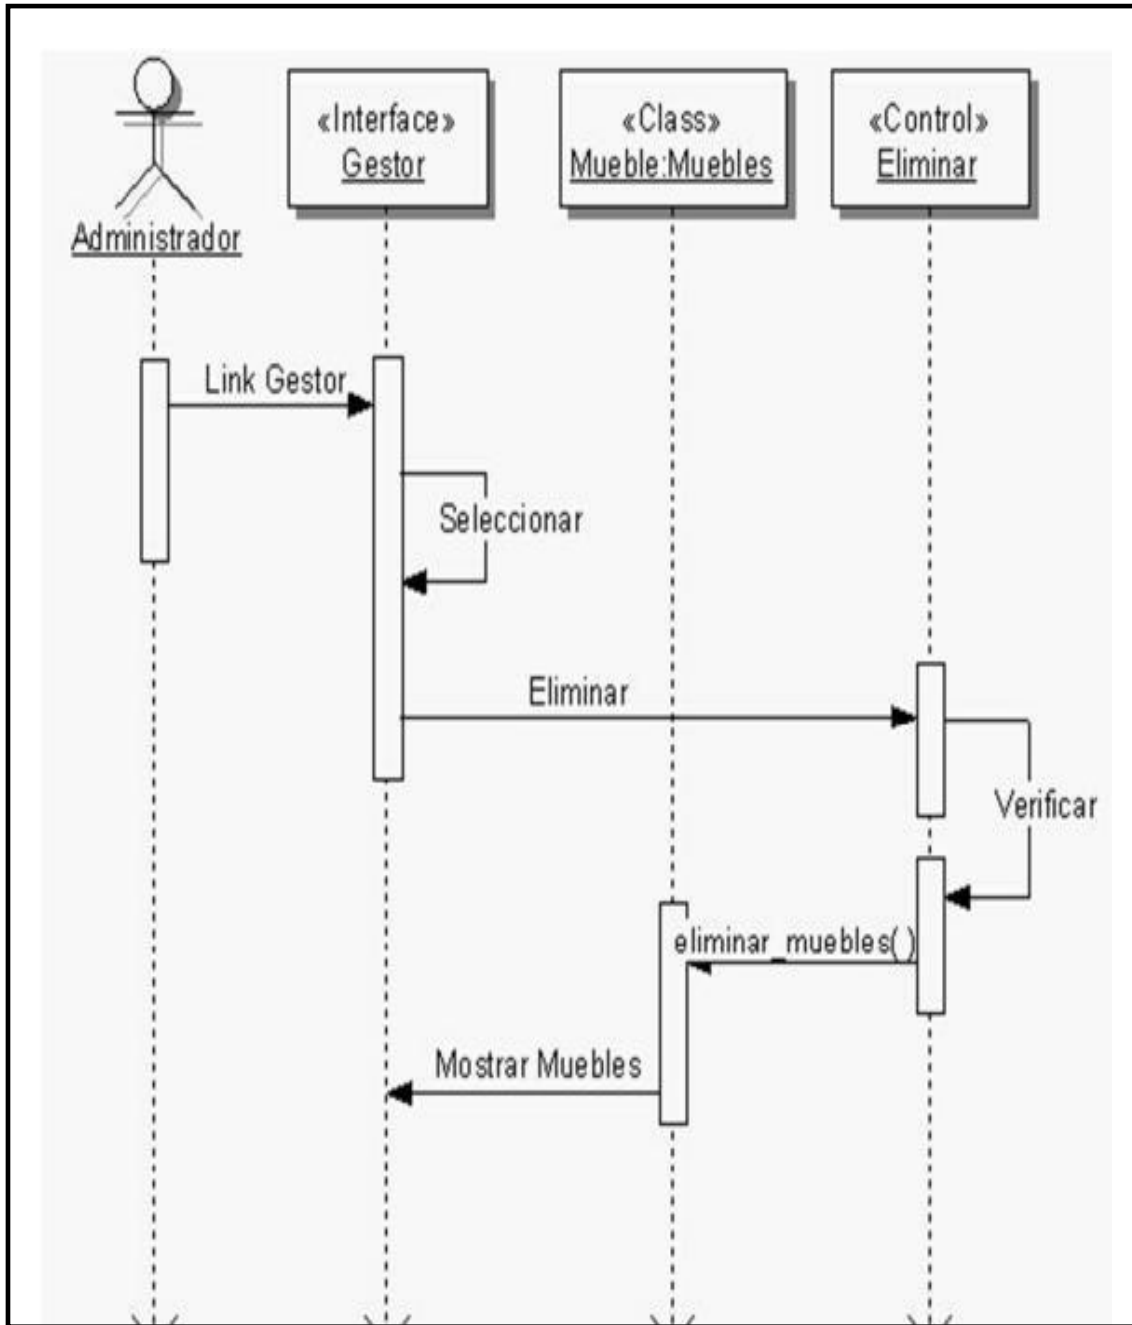 «Interface»
Gestor
«Class»
Mueble:Muebles
«Control»
Eliminar
Administrador
Link Gestor
Seleccionar
Eliminar
Verificar
eliminar_muebles( )
Mostrar Muebles